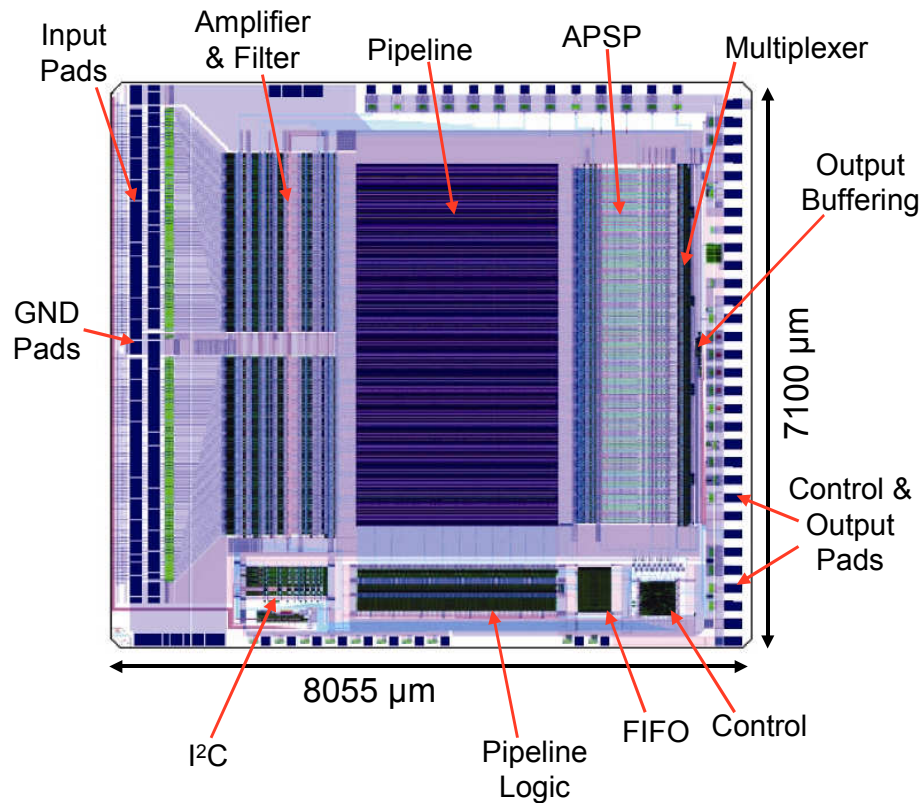 Input
Pads
Amplifier
& Filter
Pipeline
APSP
Multiplexer
Output
Buffering
GND
Pads
7100 µm
Control &
Output
Pads
8055 µm
I²C
Pipeline
Logic
FIFO
Control